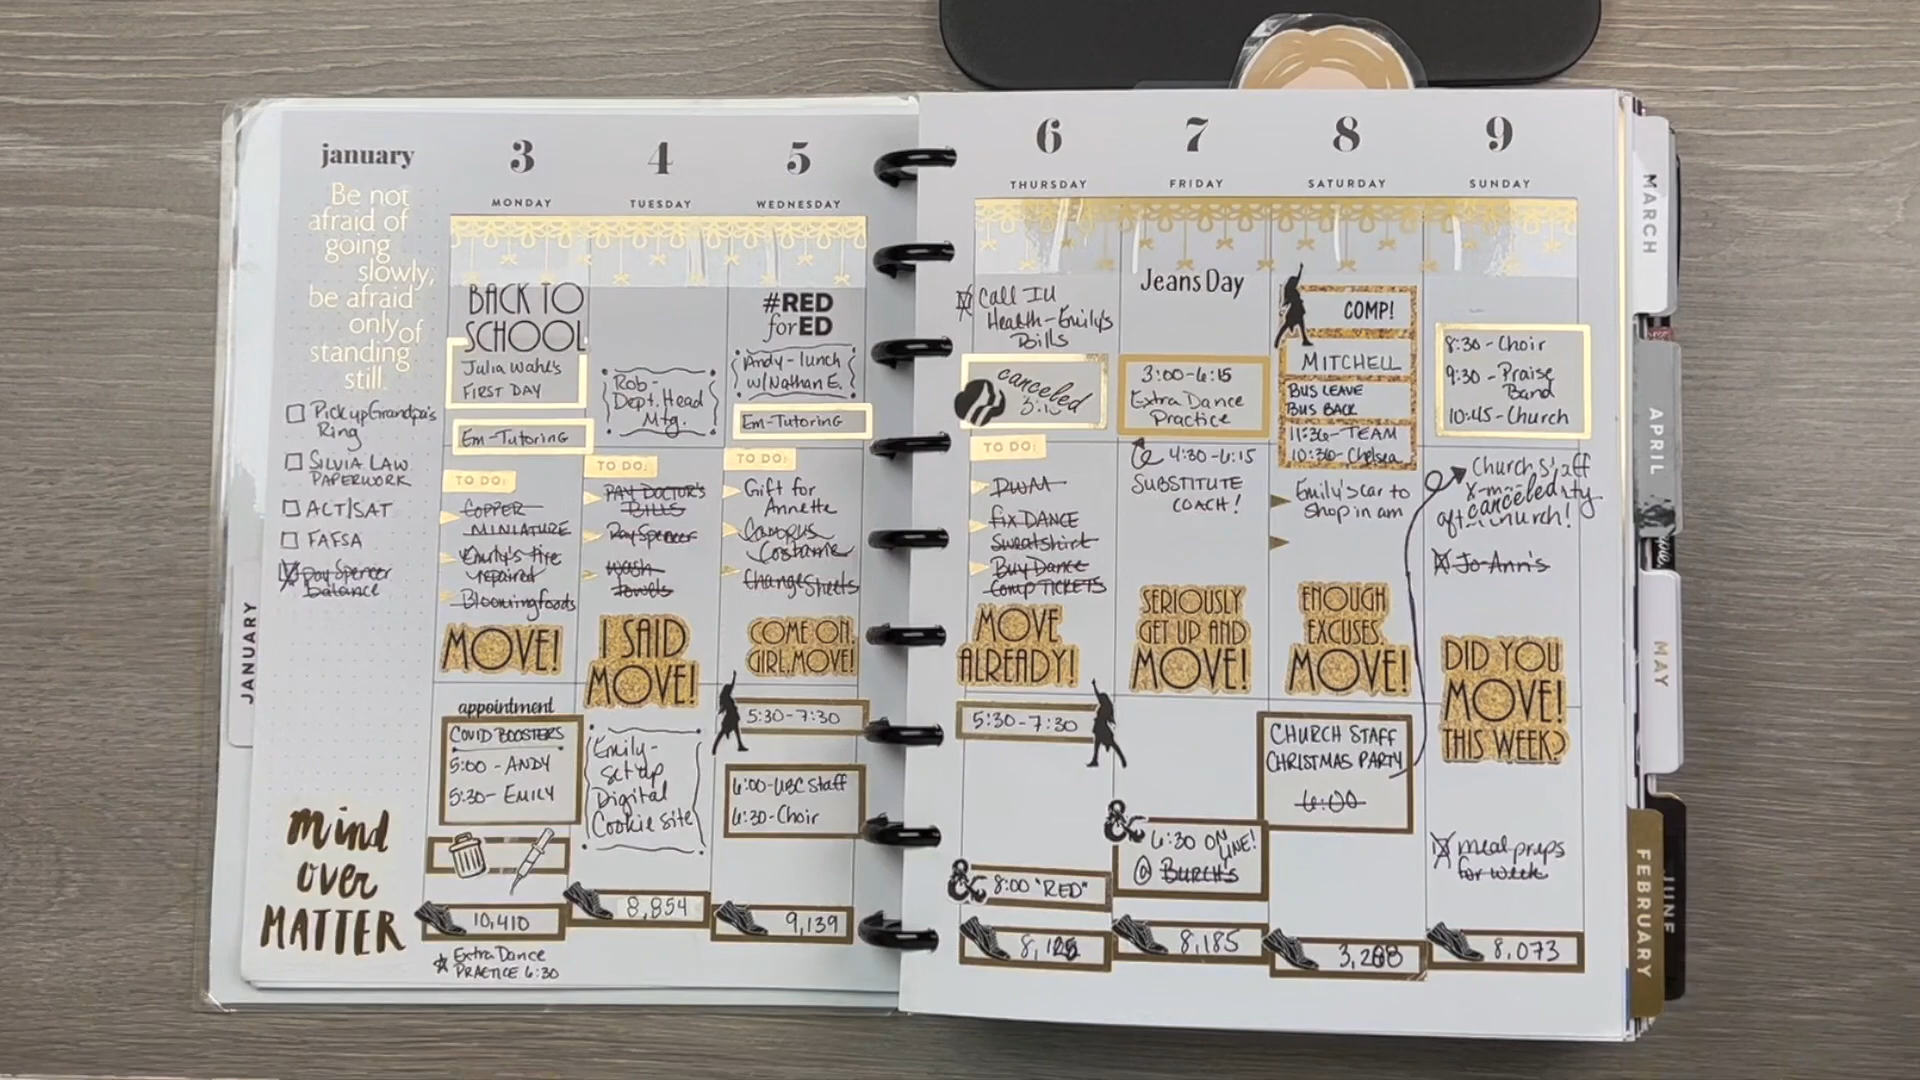 january
Be not
afraid of
going
slowly,
be afraid
only of
standing
still.
Pick up Grandpa's
Ring
SILVIA LAW
PAPERWORK
ACT/SAT
FAFSA
Pay Spencer
balance
mind
over
MATTER
JANUARY
3
MONDAY
BACK TO
SCHOOL
Julia Wahl's
FIRST DAY
Em-Tutoring
TO DO:
COPPER
MINIATURE
Emily's tire
repaired
Bloomingfoods
MOVE!
appointment
COVID BOOSTERS
5:00 - ANDY
5:30 - EMILY
10,410
Extra Dance
PRACTICE 6:30
4
TUESDAY
Rob -
Dept. Head
Mtg.
TO DO:
PAY DOCTOR'S
BILLS
Pay Spencer
Wash
Towels
I SAID
MOVE!
Emily -
Set up
Digital
Cookie Site
8,854
5
WEDNESDAY
#RED
forED
Andy - lunch
w/ Nathan E.
Em-Tutoring
TO DO:
Gift for
Annette
Campus
Costume
Change Sheets
COME ON,
GIRL, MOVE!
5:30-7:30
6:00-UBC Staff
6:30-Choir
9,139
6
THURSDAY
Call IU
Health-Emily's
Bills
canceled
TO DO:
DWM
FIX DANCE
Sweatshirt
Buy Dance
Comp TICKETS
MOVE
ALREADY!
5:30-7:30
8:00 "RED"
7
FRIDAY
Jeans Day
3:00-6:15
Extra Dance
Practice
4:30-6:15
SUBSTITUTE
COACH!
SERIOUSLY
GET UP AND
MOVE!
& 6:30 ONLINE!
@ BURCH'S
8,185
8
SATURDAY
COMP!
MITCHELL
BUS LEAVE
BUS BACK
11:36-TEAM
10:36-Chelsea
Emily's car to
Shop in am
ENOUGH
EXCUSES.
MOVE!
CHURCH STAFF
CHRISTMAS PARTY
6:00
9
SUNDAY
8:30 - Choir
9:30 - Praise
Band
10:45 - Church
Church Staff
canceled
church!
Jo-Ann's
DID YOU
MOVE!
THIS WEEK?
meal preps
for week
8,073
MARCH
APRIL
MAY
JUNE
FEBRUARY